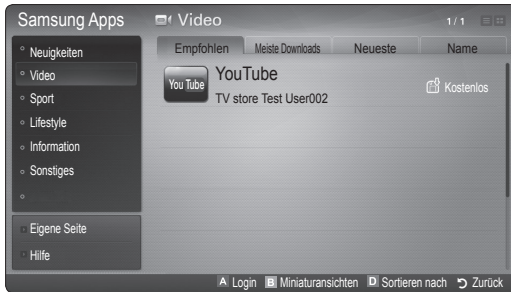 Samsung Apps
Video
1/1
Neuigkeiten
Video
Sport
Lifestyle
Information
Sonstiges
Eigene Seite
Hilfe
Empfohlen Meiste Downloads Neueste Name
You Tube
YouTube
TV store Test User002
Kostenlos
A Login B Miniaturansichten D Sortieren nach Zurück